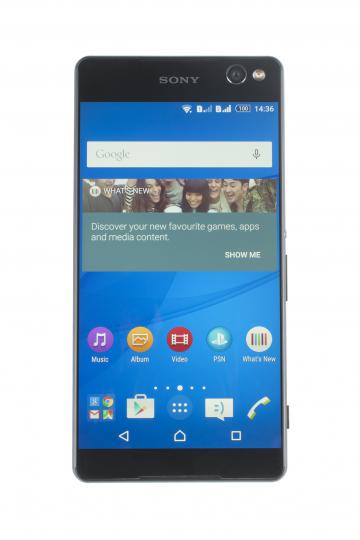 SONY
100 14:36
Google
WHAT'S NEW
Discover your new favourite games, apps
and media content.
SHOW ME
Music Album Video PSN What's New